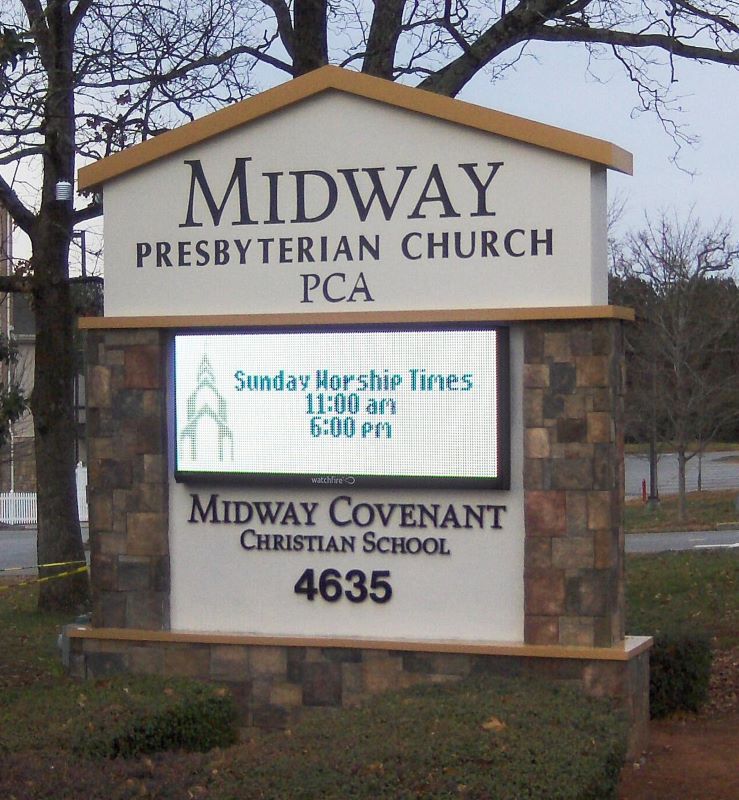 MIDWAY
PRESBYTERIAN CHURCH
PCA
Sunday Worship Times
11:00 am
6:00 pm
watchfire
MIDWAY COVENANT
CHRISTIAN SCHOOL
4635